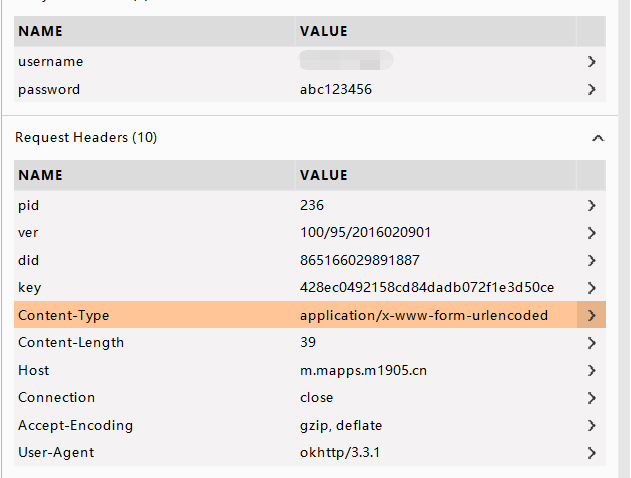 NAME VALUE
username
password abc123456
Request Headers (10)
NAME VALUE
pid 236
ver 100/95/2016020901
did 865166029891887
key 428ec0492158cd84dadb072f1e3d50ce
Content-Type application/x-www-form-urlencoded
Content-Length 39
Host m.mapps.m1905.cn
Connection close
Accept-Encoding gzip, deflate
User-Agent okhttp/3.3.1